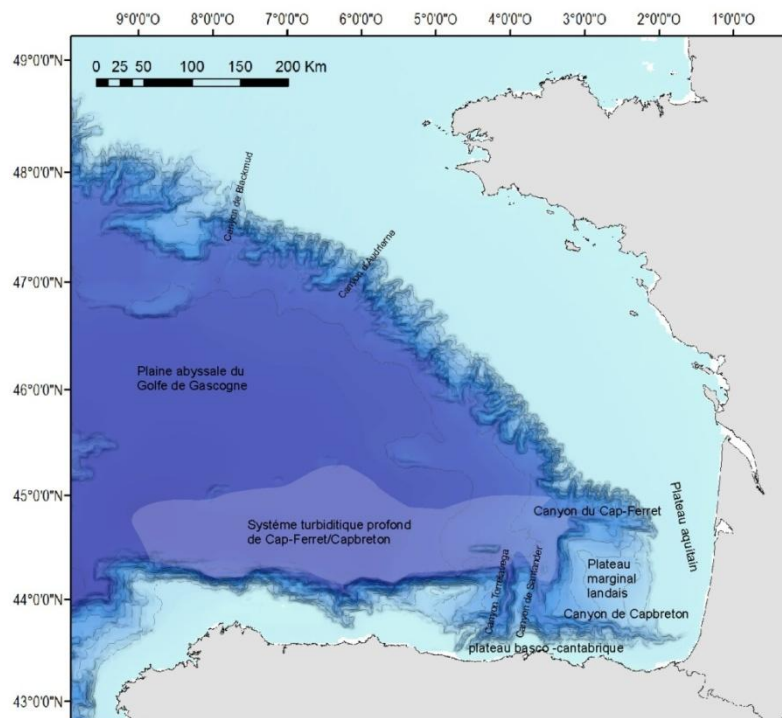 9°0'0"O 8°0'0"O 7°0'0"O 6°0'0"O 5°0'0"O 4°0'0"O 3°0'0"O 2°0'0"O 1°0'0"O
49°0'0"N
0 25 50 100 150 200 Km
48°0'0"N
Canyon de Blackmud
47°0'0"N
Canyon
46°0'0"N
Plaine abyssale du
Golfe de Gascogne
45°0'0"N
Canyon du Cap-Ferret
Plateau aquitain
Système turbiditique profond
de Cap-Ferret/Capbreton
Plateau
marginal
landais
44°0'0"N
Canyon
Canyon de Santander
Canyon de Capbreton
plateau basco -cantabrique
43°0'0"N